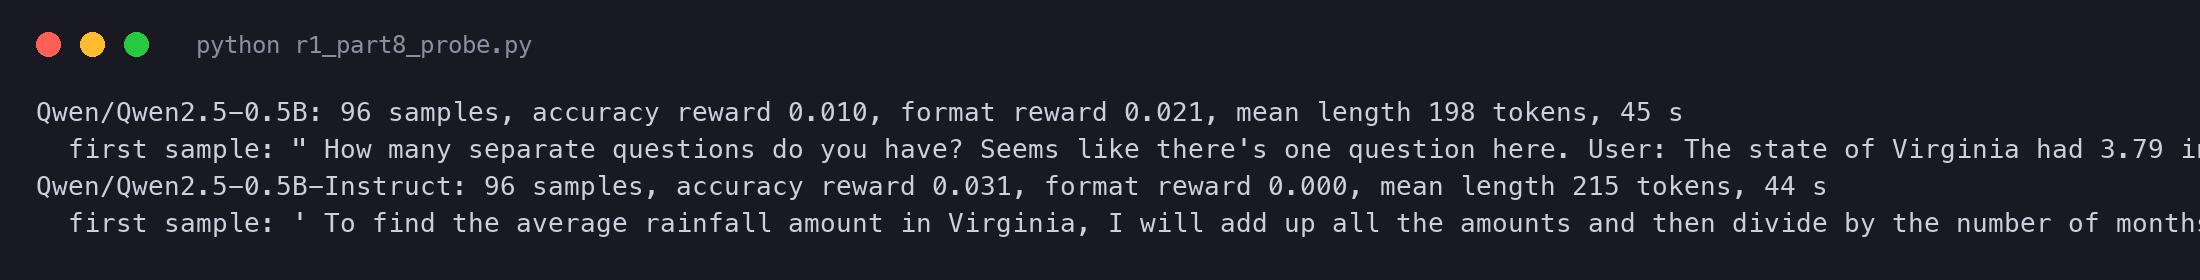 python r1_part8_probe.py
Qwen/Qwen2.5-0.5B: 96 samples, accuracy reward 0.010, format reward 0.021, mean length 198 tokens, 45 s
first sample: " How many separate questions do you have? Seems like there's one question here. User: The state of Virginia had 3.79
Qwen/Qwen2.5-0.5B-Instruct: 96 samples, accuracy reward 0.031, format reward 0.000, mean length 215 tokens, 44 s
first sample: ' To find the average rainfall amount in Virginia, I will add up all the amounts and then divide by the number of months